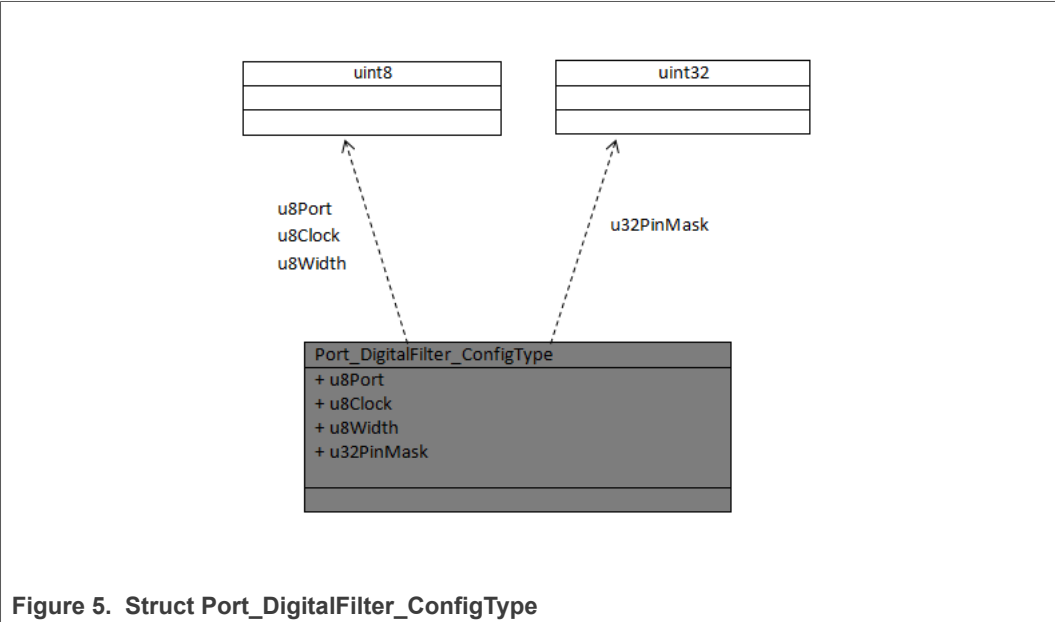 uint8
uint32
u8Port
u8Clock
u8Width
u32PinMask
Port_DigitalFilter_ConfigType
+ u8Port
+ u8Clock
+ u8Width
+ u32PinMask
Figure 5. Struct Port_DigitalFilter_ConfigType